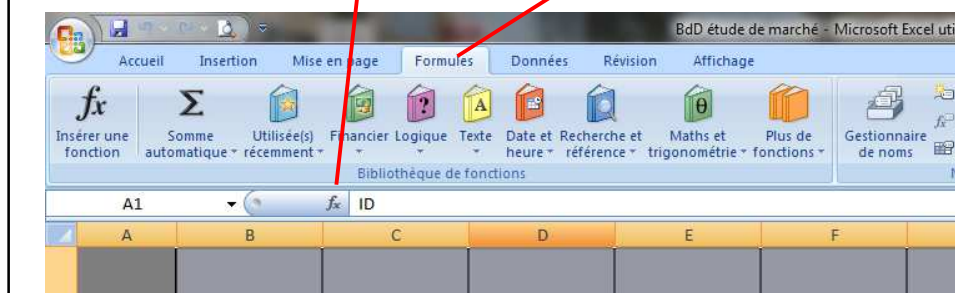 BdD étude de marché - Microsoft Excel uti
Accueil Insertion Mise en page Formules Données Révision Affichage
fx Σ ? A θ
Insérer une fonction
Somme automatique
Utilisée(s) récemment
Financier
Logique
Texte
Date et heure
Recherche et référence
Maths et trigonométrie
Plus de fonctions
Gestionnaire de noms
Bibliothèque de fonctions
A1 fx ID
A B C D E F